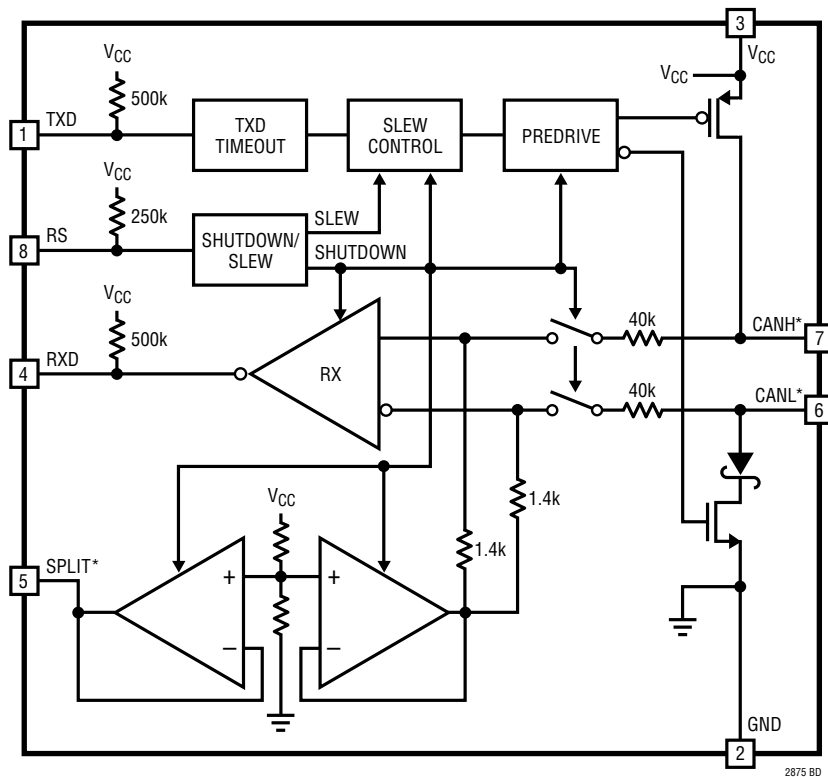 3
VCC
VCC
VCC
500k
1
TXD
TXD
TIMEOUT
SLEW
CONTROL
PREDRIVE
VCC
250k
8
RS
SHUTDOWN/
SLEW
SLEW
SHUTDOWN
VCC
500k
4
RXD
RX
40k
CANH*
7
40k
CANL*
6
1.4k
1.4k
VCC
5
SPLIT*
+
+
−
−
GND
2
2875 BD